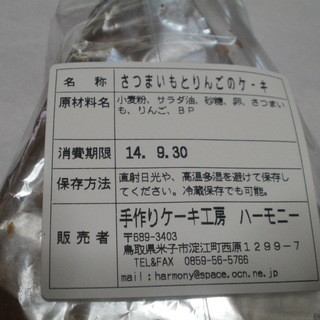 名　称　さつまいもとりんごのケーキ
原材料名　小麦粉、サラダ油、砂糖、卵、さつまい
も、りんご、ＢＰ
消費期限　14. 9.30
保存方法　直射日光や、高温多湿を避けて保存し
てください。冷蔵保存でも可能。
販売者　手作りケーキ工房　ハーモニー
〒689-3403
鳥取県米子市淀江町西原１２９９－７
TEL&FAX　0859-56-5766
mail：harmony@space.ocn.ne.jp